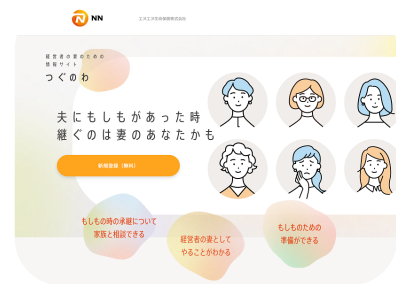 NN
エヌエヌ生命保険株式会社
経営者の妻のための
情報サイト
つぐのわ
夫にもしもがあった時
継ぐのは妻のあなたかも
新規登録（無料）
もしもの時の承継について
家族と相談できる
経営者の妻として
やることがわかる
もしものための
準備ができる